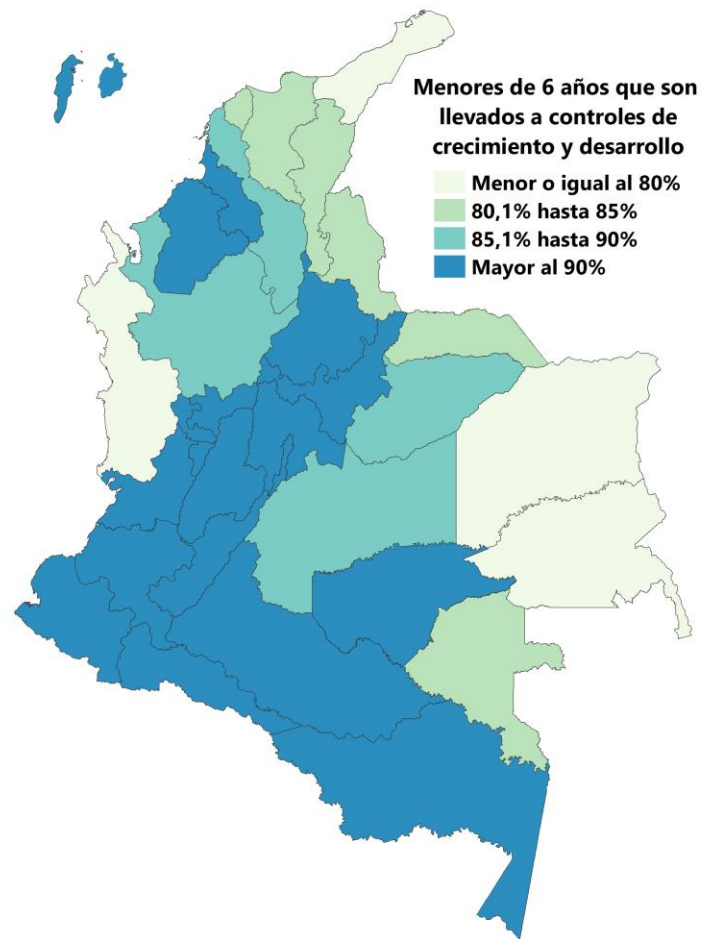 Menores de 6 años que son
llevados a controles de
crecimiento y desarrollo
Menor o igual al 80%
80,1% hasta 85%
85,1% hasta 90%
Mayor al 90%